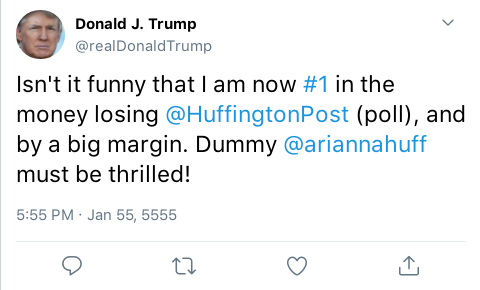 Donald J. Trump
@realDonaldTrump
Isn't it funny that I am now #1 in the
money losing @HuffingtonPost (poll), and
by a big margin. Dummy @ariannahuff
must be thrilled!
5:55 PM · Jan 55, 5555